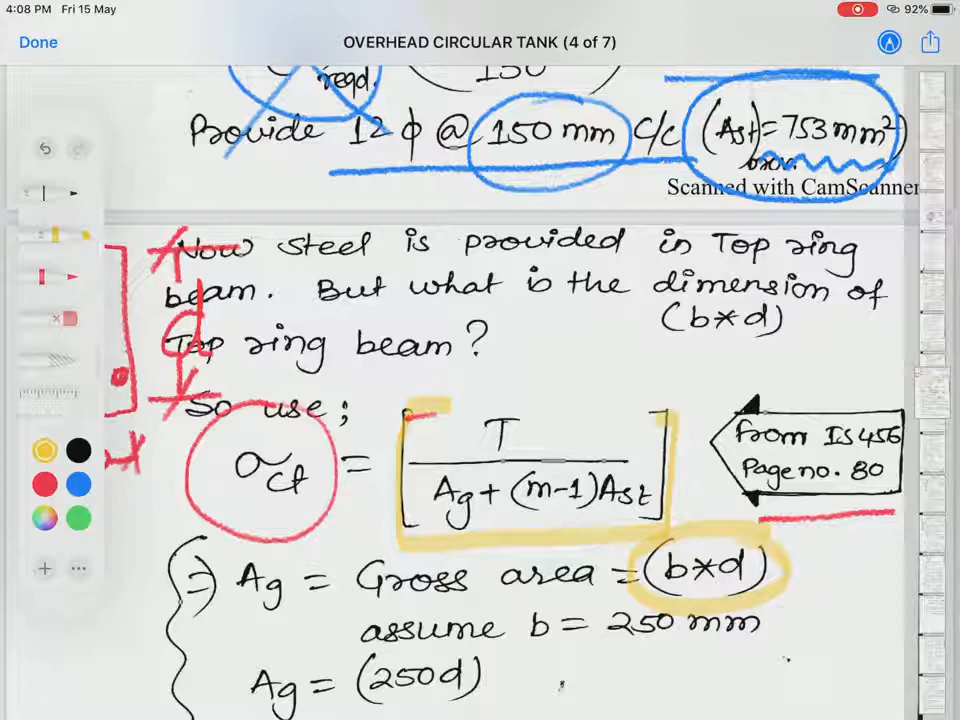 4:08 PM Fri 15 May
92%
Done
OVERHEAD CIRCULAR TANK (4 of 7)
reqd.
150
Provide 12 ϕ @ 150 mm c/c (Ast) = 753 mm²
prov.
Scanned with CamScanner
Now steel is provided in Top ring
beam. But what is the dimension of
(b*d)
Top ring beam?
d
So use;
σct = [T / Ag + (m-1)Ast]
From IS 456
Page no. 80
⇒) Ag = Gross area = (b*d)
assume b = 250 mm
Ag = (250d)